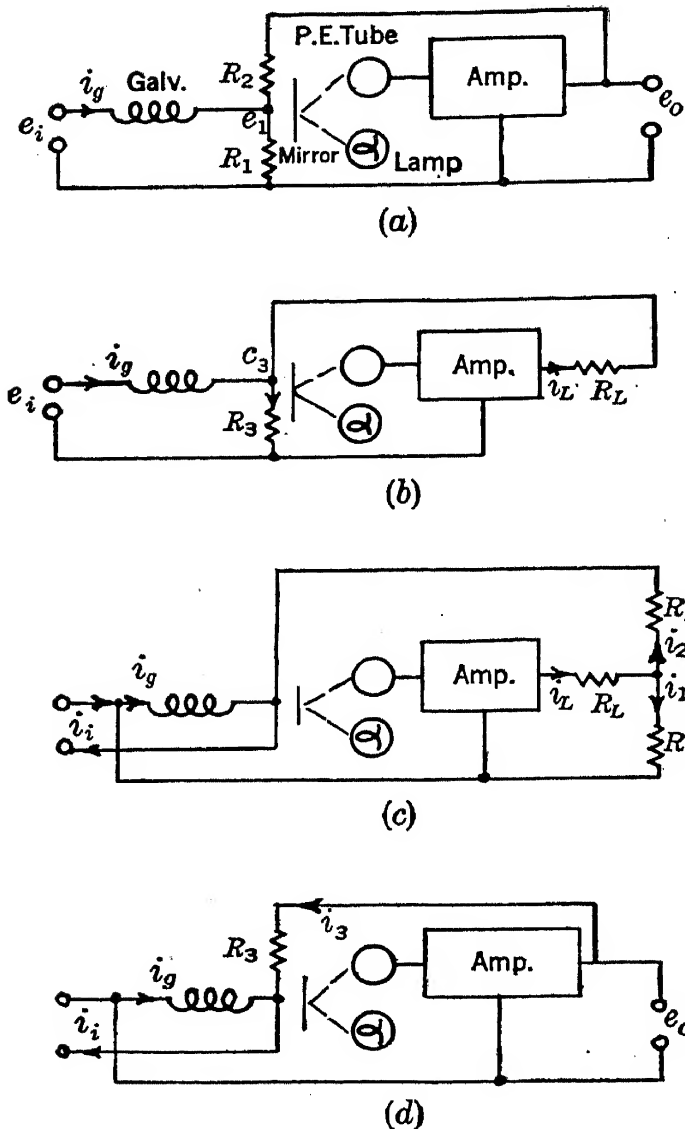 P.E.Tube
i_g Galv. R_2 Amp.
e_i e_1 e_o
R_1 Mirror Lamp
(a)
i_g c_3 Amp.
e_i R_3 i_L R_L
(b)
R
i_g i_2
Amp. i_1
i_i i_L R_L
R
(c)
i_3
R_3
i_g Amp.
i_i
(d)